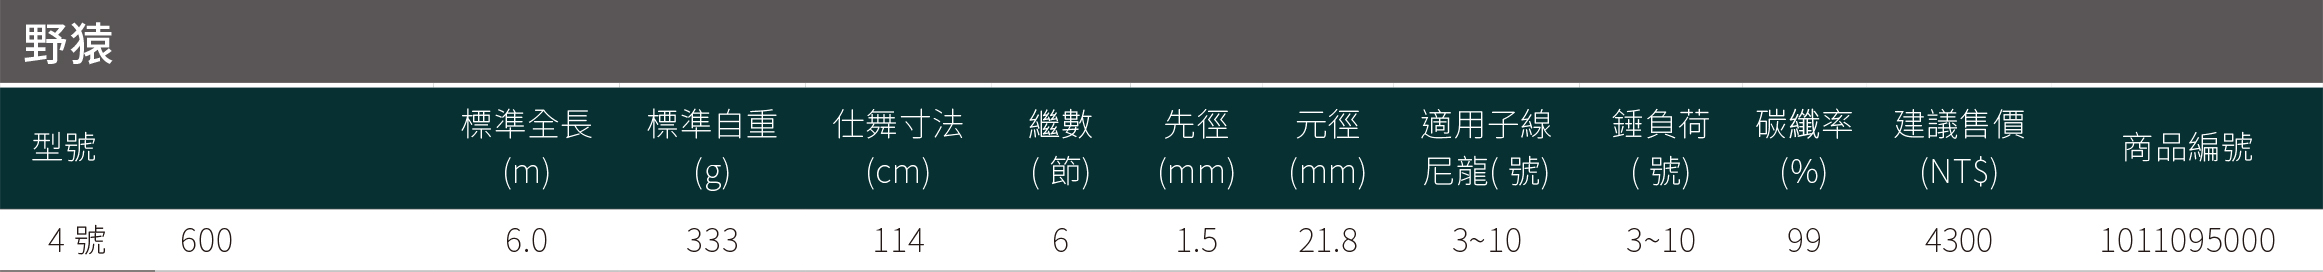 野猿
型號 標準全長 (m) 標準自重 (g) 仕舞寸法 (cm) 繼數 ( 節) 先徑 (mm) 元徑 (mm) 適用子線 尼龍( 號) 錘負荷 ( 號) 碳纖率 (%) 建議售價 (NT$) 商品編號
4 號 600 6.0 333 114 6 1.5 21.8 3~10 3~10 99 4300 1011095000